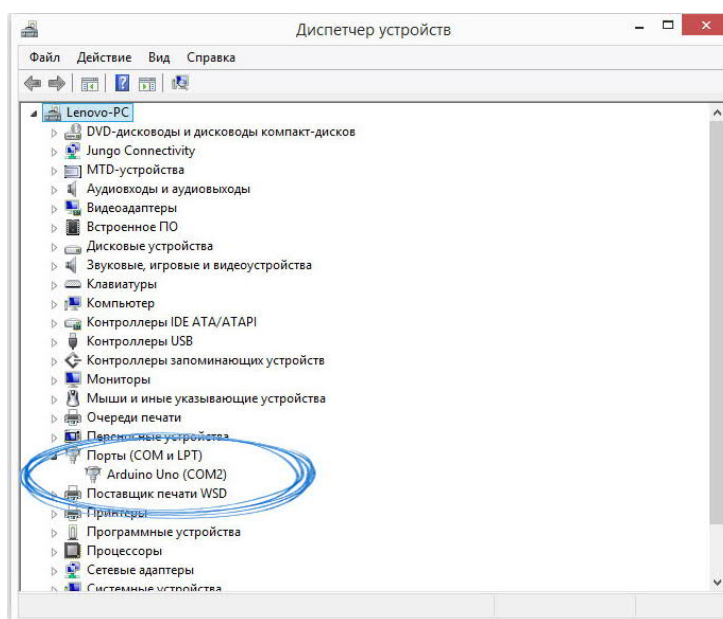 Диспетчер устройств
Файл Действие Вид Справка
Lenovo-PC
DVD-дисководы и дисководы компакт-дисков
Jungo Connectivity
MTD-устройства
Аудиовходы и аудиовыходы
Видеоадаптеры
Встроенное ПО
Дисковые устройства
Звуковые, игровые и видеоустройства
Клавиатуры
Компьютер
Контроллеры IDE ATA/ATAPI
Контроллеры USB
Контроллеры запоминающих устройств
Мониторы
Мыши и иные указывающие устройства
Очереди печати
Переносные устройства
Порты (COM и LPT)
Arduino Uno (COM2)
Поставщик печати WSD
Принтеры
Программные устройства
Процессоры
Сетевые адаптеры
Системные устройства